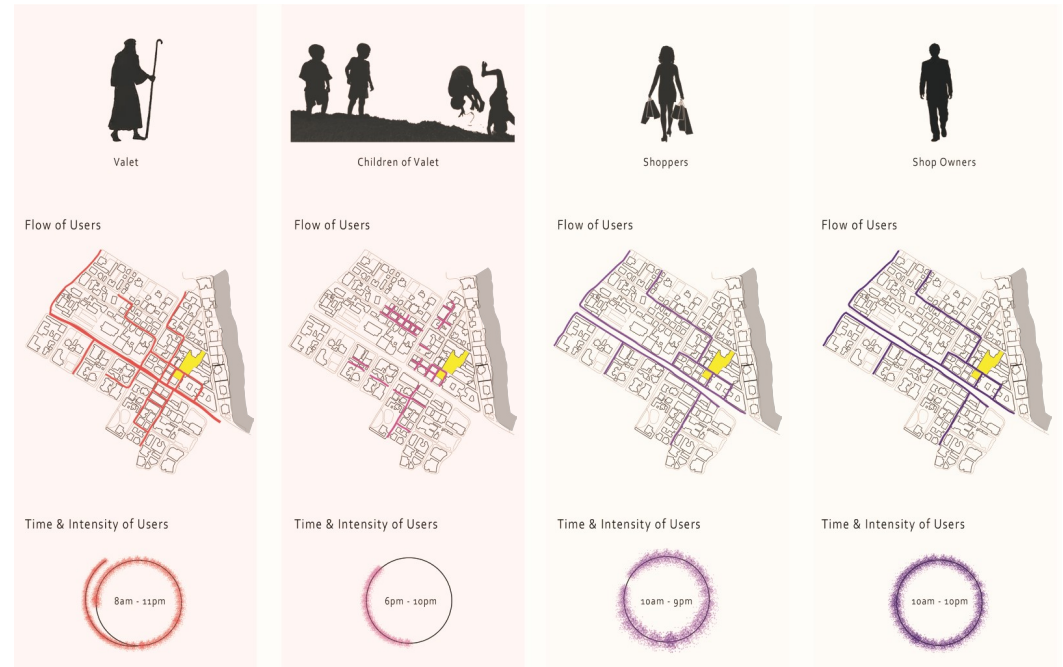 Valet
Children of Valet
Shoppers
Shop Owners
Flow of Users
Flow of Users
Flow of Users
Flow of Users
Time & Intensity of Users
Time & Intensity of Users
Time & Intensity of Users
Time & Intensity of Users
8am - 11pm
6pm - 10pm
10am - 9pm
10am - 10pm